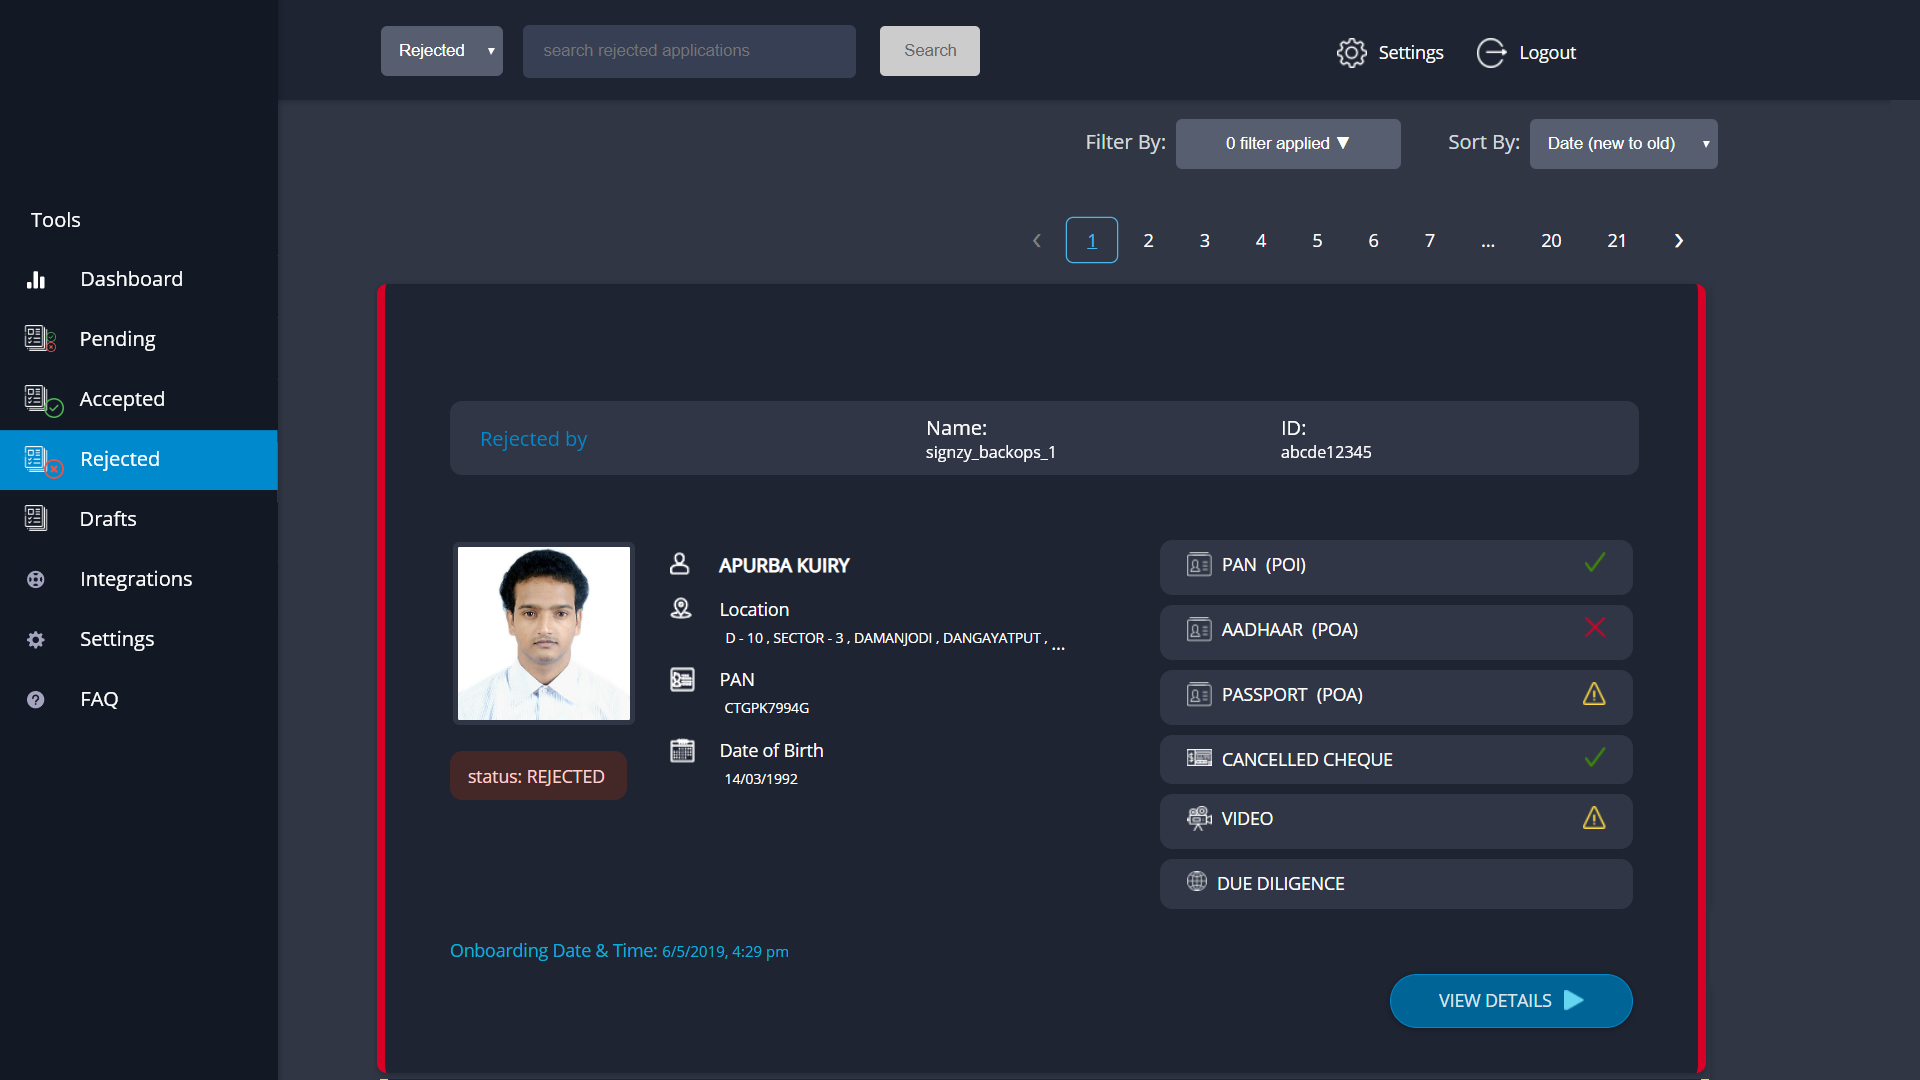 Rejected
search rejected applications
Search
Settings
Logout
Filter By:
0 filter applied ▼
Sort By:
Date (new to old)
‹ 1 2 3 4 5 6 7 ... 20 21 ›
Tools
Dashboard
Pending
Accepted
Rejected
Drafts
Integrations
Settings
FAQ
Rejected by
Name:
signzy_backops_1
ID:
abcde12345
APURBA KUIRY
Location
D - 10 , SECTOR - 3 , DAMANJODI , DANGAYATPUT , ...
PAN
CTGPK7994G
Date of Birth
14/03/1992
status: REJECTED
PAN (POI)
AADHAAR (POA)
PASSPORT (POA)
CANCELLED CHEQUE
VIDEO
DUE DILIGENCE
Onboarding Date & Time: 6/5/2019, 4:29 pm
VIEW DETAILS